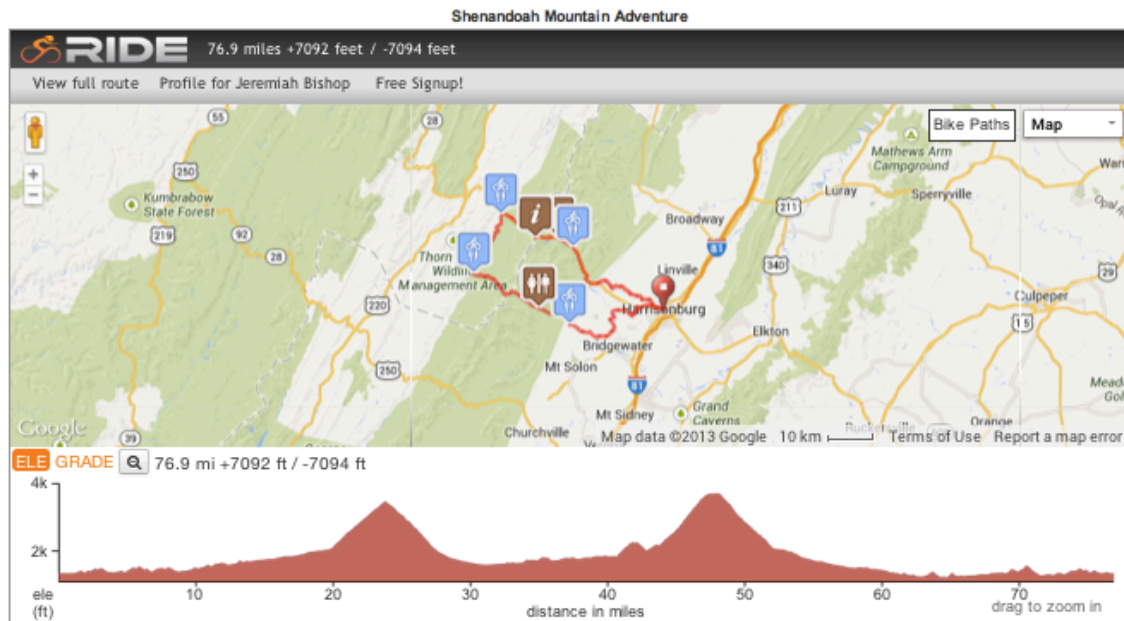 Shenandoah Mountain Adventure
RIDE 76.9 miles +7092 feet / -7094 feet
View full route Profile for Jeremiah Bishop Free Signup!
55
28
Bike Paths Map
Mathews Arm
Campground
250
Luray
Sperryville
Kumbrabow
State Forest
211
Broadway
219
92
28
81
Thorn
340
29
Linville
Management Area
220
Harrisonburg
Culpeper
Elkton
15
Bridgewater
Mt Solon
250
81
Grand
Caverns
Mt Sidney
Orange
Google
39
Churchville
Map data ©2013 Google 10 km Terms of Use Report a map error
ELE GRADE 76.9 mi +7092 ft / -7094 ft
4k
2k
ele
(ft)
10 20 30 40 50 60 70
distance in miles
drag to zoom in